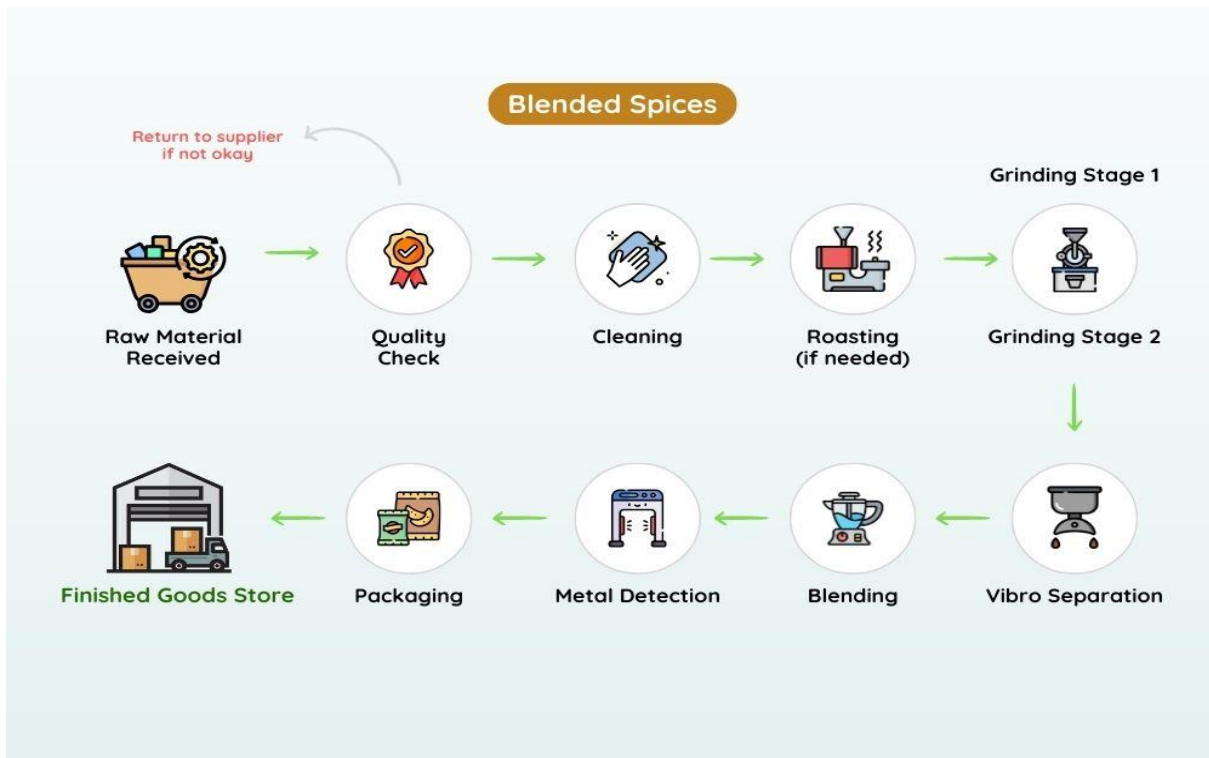 Blended Spices
Return to supplier
if not okay
Grinding Stage 1
Raw Material
Received
Quality
Check
Cleaning
Roasting
(if needed)
Grinding Stage 2
Finished Goods Store
Packaging
Metal Detection
Blending
Vibro Separation